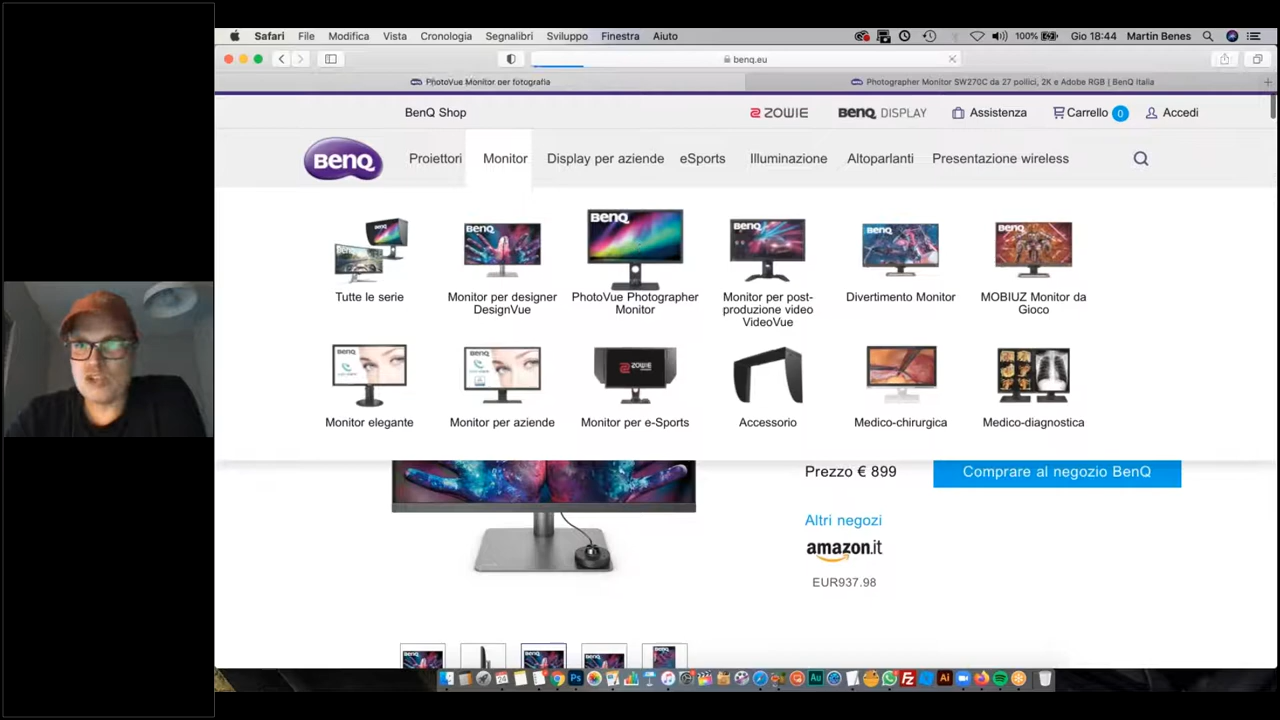 Safari File Modifica Vista Cronologia Segnalibri Sviluppo Finestra Aiuto 100% Gio 18:44 Martin Benes
benq.eu
PhotoVue Monitor per fotografia
Photographer Monitor SW270C da 27 pollici, 2K e Adobe RGB | BenQ Italia
BenQ Shop
ZOWIE BenQ DISPLAY Assistenza Carrello 0 Accedi
BenQ Proiettori Monitor Display per aziende eSports Illuminazione Altoparlanti Presentazione wireless
Tutte le serie
Monitor per designer
DesignVue
BenQ
PhotoVue Photographer
Monitor
Monitor per post-
produzione video
VideoVue
Divertimento Monitor
MOBIUZ Monitor da
Gioco
Monitor elegante
Monitor per aziende
ZOWIE
Monitor per e-Sports
Accessorio
Medico-chirurgica
Medico-diagnostica
Prezzo € 899
Comprare al negozio BenQ
Altri negozi
amazon.it
EUR937.98